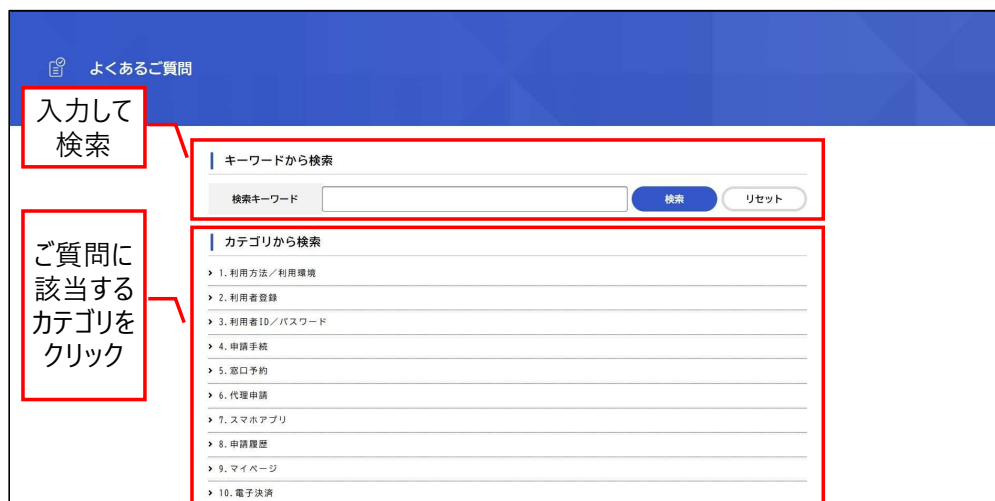 よくあるご質問
入力して
検索
キーワードから検索
検索キーワード
検索
リセット
ご質問に
該当する
カテゴリを
クリック
カテゴリから検索
1.利用方法／利用環境
2.利用者登録
3.利用者ID／パスワード
4.申請手続
5.窓口予約
6.代理申請
7.スマホアプリ
8.申請履歴
9.マイページ
10.電子決済